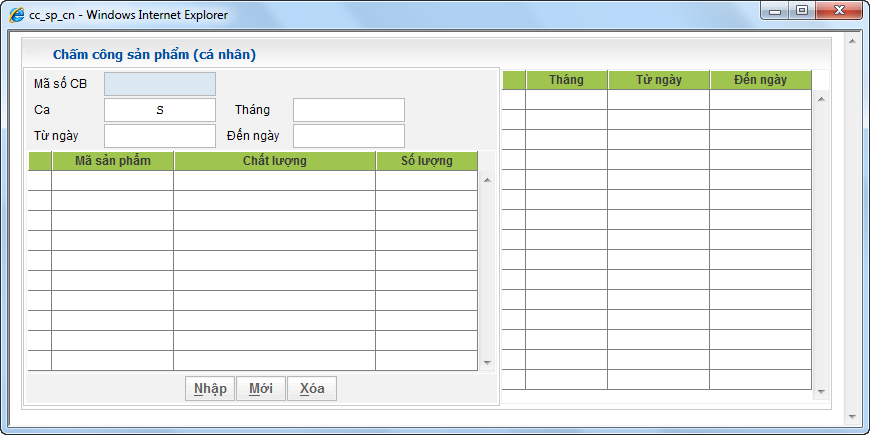 cc_sp_cn - Windows Internet Explorer
Chấm công sản phẩm (cá nhân)
Mã số CB
Ca S Tháng
Từ ngày Đến ngày
Mã sản phẩm Chất lượng Số lượng
Nhập Mới Xóa
Tháng Từ ngày Đến ngày